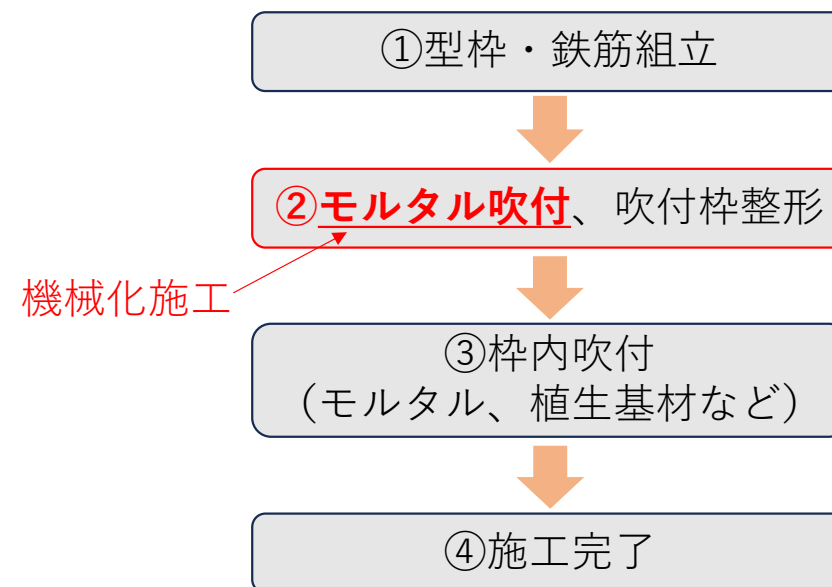 ①型枠・鉄筋組立
②モルタル吹付、吹付枠整形
機械化施工
③枠内吹付
（モルタル、植生基材など）
④施工完了